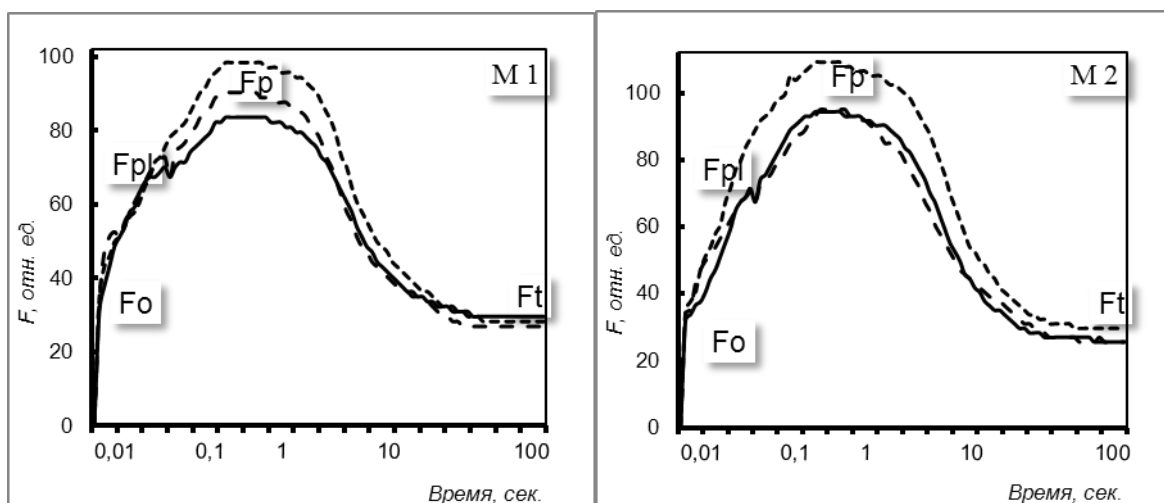 M 1
100
80
60
40
20
0
F, отн. ед.
Fp
Fpl
Fo
Ft
0,01 0,1 1 10 100
Время, сек.
M 2
100
80
60
40
20
0
F, отн. ед.
Fp
Fpl
Fo
Ft
0,01 0,1 1 10 100
Время, сек.